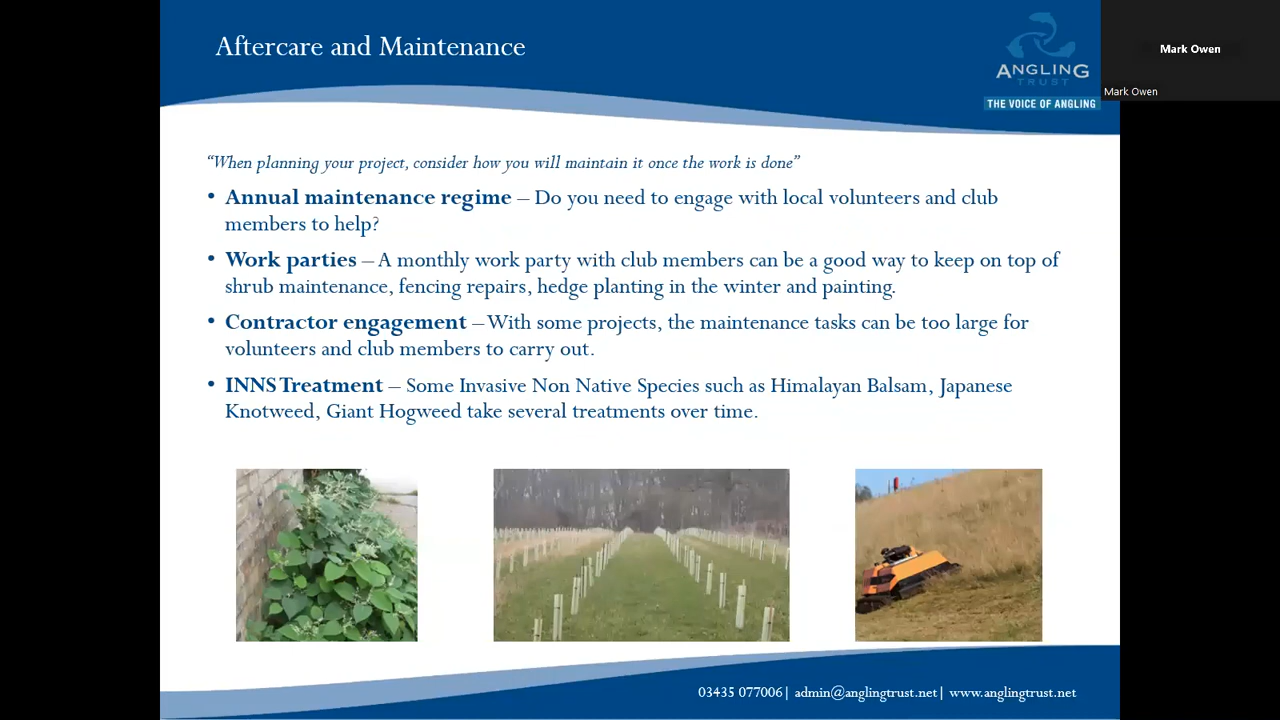 Aftercare and Maintenance
ANGLING
TRUST
THE VOICE OF ANGLING
Mark Owen
Mark Owen
“When planning your project, consider how you will maintain it once the work is done”
• Annual maintenance regime – Do you need to engage with local volunteers and club
members to help?
• Work parties – A monthly work party with club members can be a good way to keep on top of
shrub maintenance, fencing repairs, hedge planting in the winter and painting.
• Contractor engagement – With some projects, the maintenance tasks can be too large for
volunteers and club members to carry out.
• INNS Treatment – Some Invasive Non Native Species such as Himalayan Balsam, Japanese
Knotweed, Giant Hogweed take several treatments over time.
03435 077006| admin@anglingtrust.net| www.anglingtrust.net